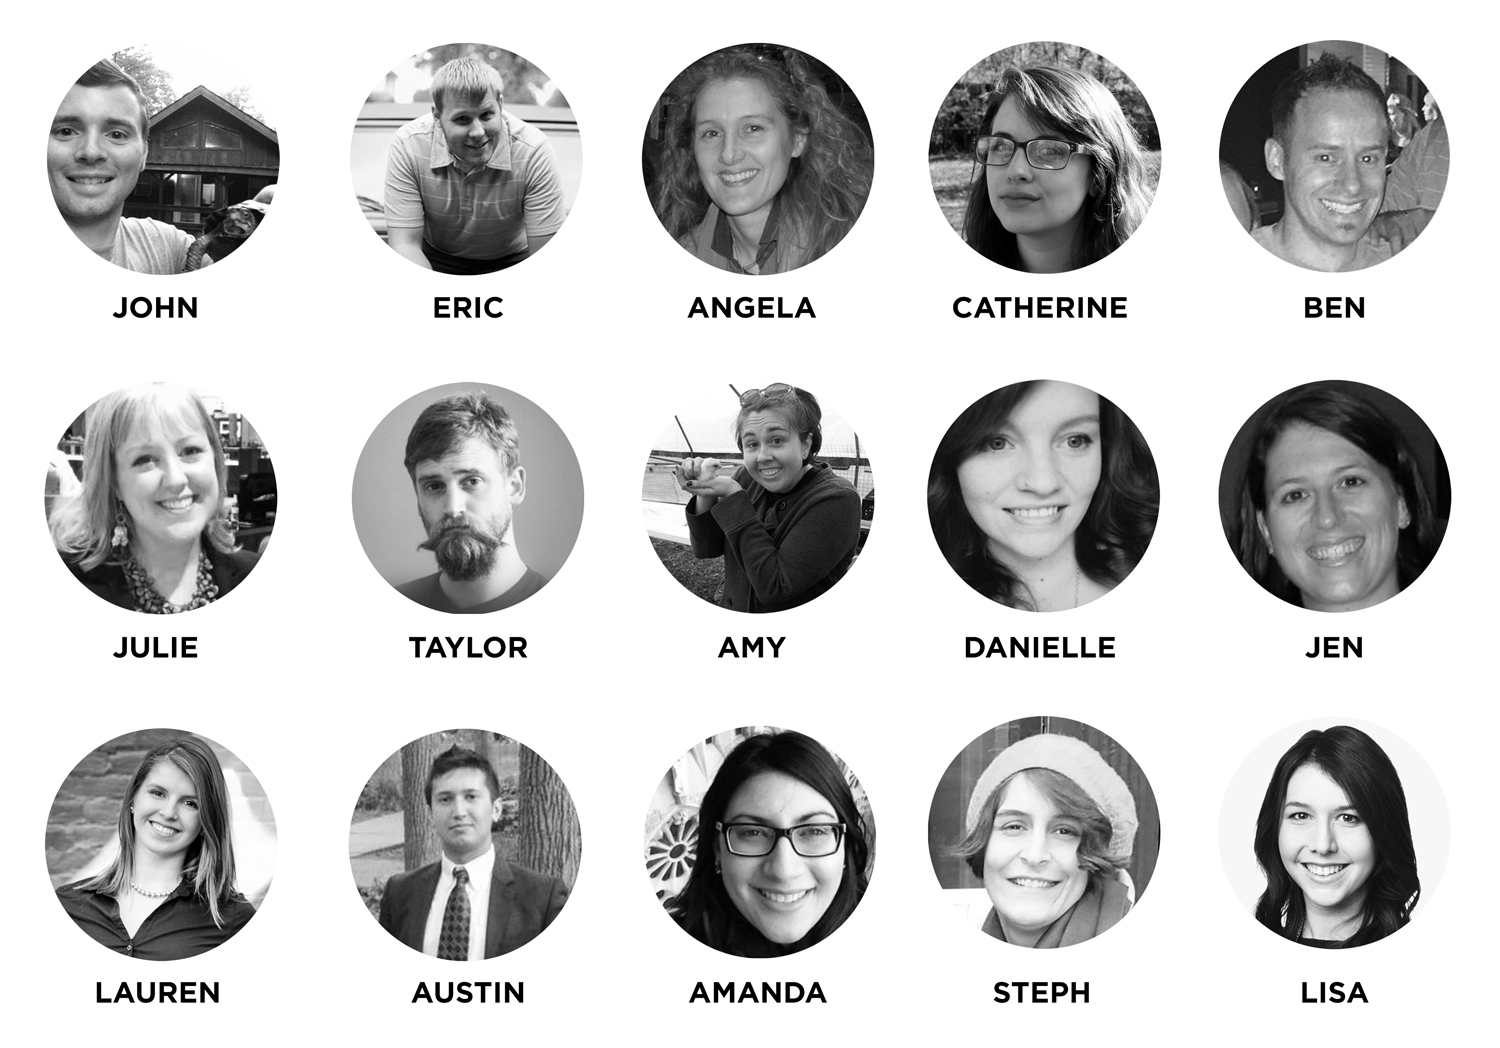 JOHN
ERIC
ANGELA
CATHERINE
BEN
JULIE
TAYLOR
AMY
DANIELLE
JEN
LAUREN
AUSTIN
AMANDA
STEPH
LISA